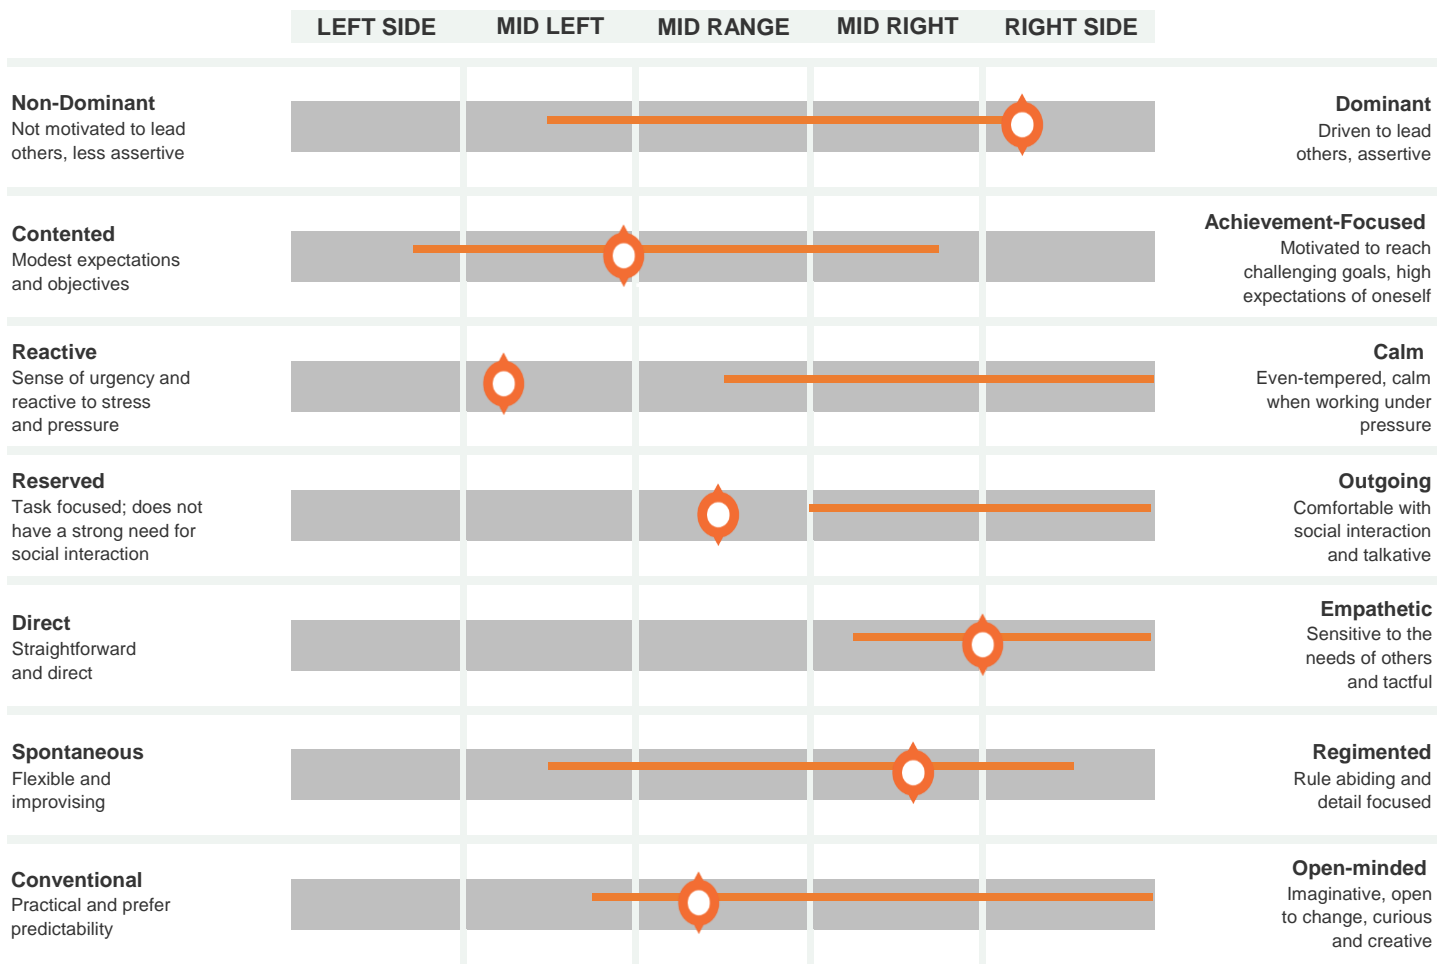 LEFT SIDE MID LEFT MID RANGE MID RIGHT RIGHT SIDE
Non-Dominant
Not motivated to lead
others, less assertive
Dominant
Driven to lead
others, assertive
Contented
Modest expectations
and objectives
Achievement-Focused
Motivated to reach
challenging goals, high
expectations of oneself
Reactive
Sense of urgency and
reactive to stress
and pressure
Calm
Even-tempered, calm
when working under
pressure
Reserved
Task focused; does not
have a strong need for
social interaction
Outgoing
Comfortable with
social interaction
and talkative
Direct
Straightforward
and direct
Empathetic
Sensitive to the
needs of others
and tactful
Spontaneous
Flexible and
improvising
Regimented
Rule abiding and
detail focused
Conventional
Practical and prefer
predictability
Open-minded
Imaginative, open
to change, curious
and creative